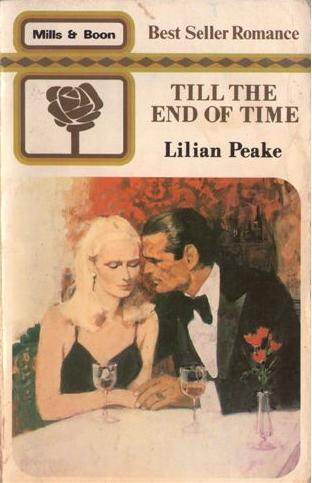 Mills & Boon
Best Seller Romance
TILL THE
END OF TIME
Lilian Peake